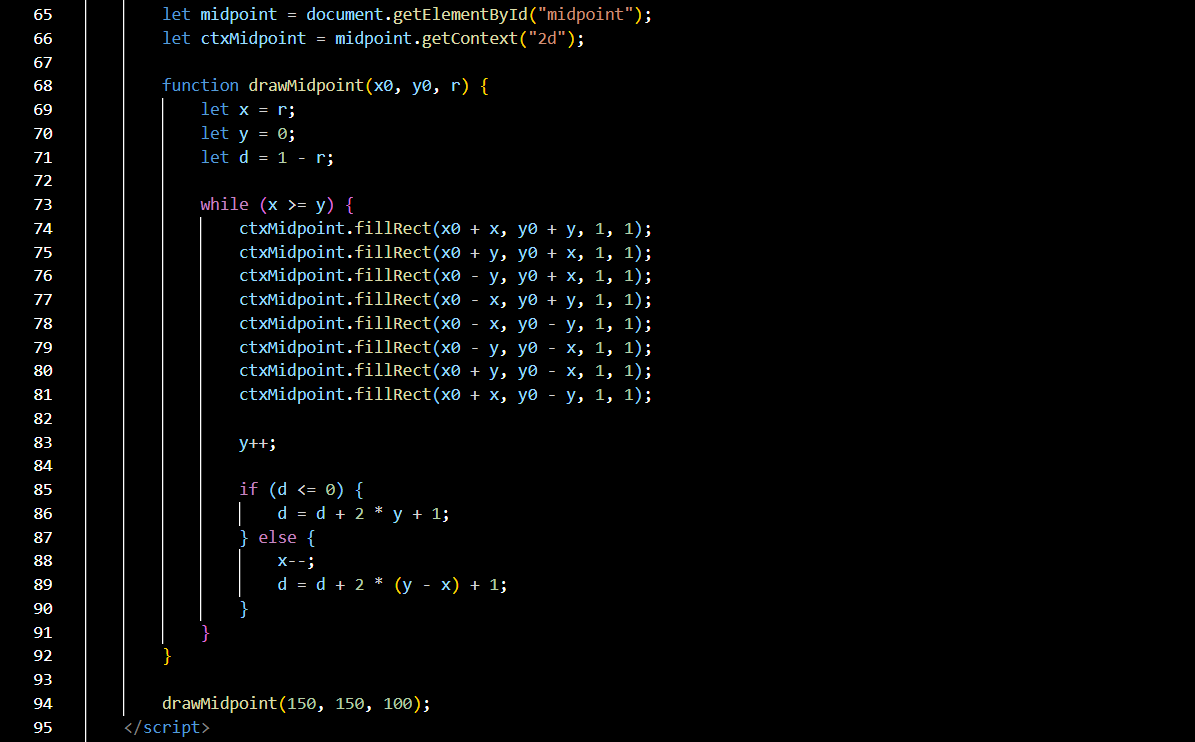 65 let midpoint = document.getElementById("midpoint");
66 let ctxMidpoint = midpoint.getContext("2d");
67
68 function drawMidpoint(x0, y0, r) {
69 let x = r;
70 let y = 0;
71 let d = 1 - r;
72
73 while (x >= y) {
74 ctxMidpoint.fillRect(x0 + x, y0 + y, 1, 1);
75 ctxMidpoint.fillRect(x0 + y, y0 + x, 1, 1);
76 ctxMidpoint.fillRect(x0 - y, y0 + x, 1, 1);
77 ctxMidpoint.fillRect(x0 - x, y0 + y, 1, 1);
78 ctxMidpoint.fillRect(x0 - x, y0 - y, 1, 1);
79 ctxMidpoint.fillRect(x0 - y, y0 - x, 1, 1);
80 ctxMidpoint.fillRect(x0 + y, y0 - x, 1, 1);
81 ctxMidpoint.fillRect(x0 + x, y0 - y, 1, 1);
82
83 y++;
84
85 if (d <= 0) {
86 d = d + 2 * y + 1;
87 } else {
88 x--;
89 d = d + 2 * (y - x) + 1;
90 }
91 }
92 }
93
94 drawMidpoint(150, 150, 100);
95 </script>